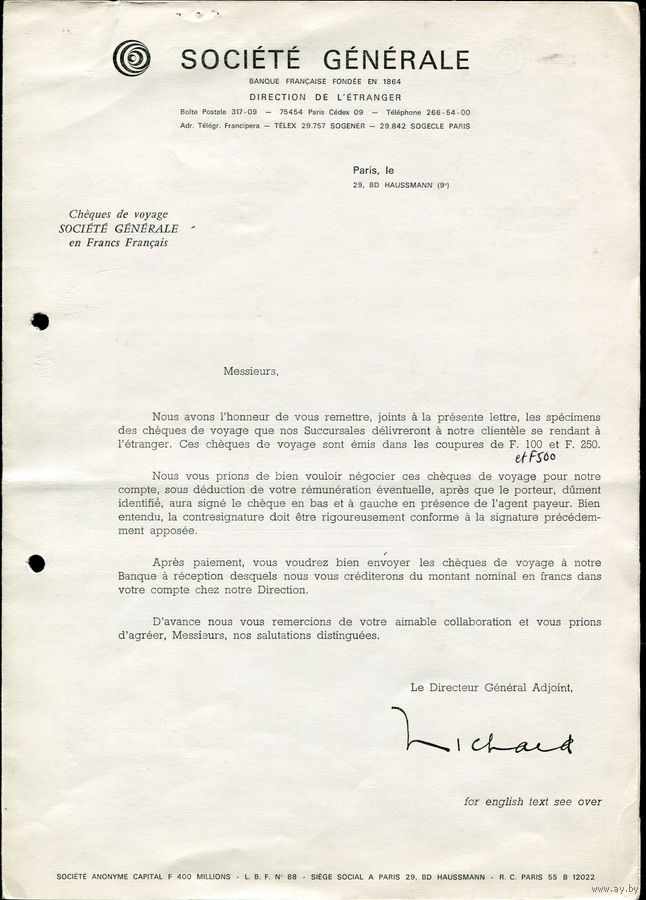 SOCIÉTÉ GÉNÉRALE
BANQUE FRANÇAISE FONDÉE EN 1864
DIRECTION DE L'ÉTRANGER
Boîte Postale 317-09 — 75454 Paris Cédex 09 — Téléphone 266-54-00
Adr. Télégr. Francipera — TÉLEX 29.757 SOGENER — 29.842 SOGECLE PARIS
Paris, le
29, BD HAUSSMANN (9e)
Chèques de voyage
SOCIÉTÉ GÉNÉRALE
en Francs Français
Messieurs,
Nous avons l'honneur de vous remettre, joints à la présente lettre, les spécimens
des chèques de voyage que nos Succursales délivreront à notre clientèle se rendant à
l'étranger. Ces chèques de voyage sont émis dans les coupures de F. 100 et F. 250.
et F500
Nous vous prions de bien vouloir négocier ces chèques de voyage pour notre
compte, sous déduction de votre rémunération éventuelle, après que le porteur, dûment
identifié, aura signé le chèque en bas et à gauche en présence de l'agent payeur. Bien
entendu, la contresignature doit être rigoureusement conforme à la signature précédem-
ment apposée.
Après paiement, vous voudrez bien envoyer les chèques de voyage à notre
Banque à réception desquels nous vous créditerons du montant nominal en francs dans
votre compte chez notre Direction.
D'avance nous vous remercions de votre aimable collaboration et vous prions
d'agréer, Messieurs, nos salutations distinguées.
Le Directeur Général Adjoint,
for english text see over
SOCIÉTÉ ANONYME CAPITAL F 400 MILLIONS - L. B. F. N° 88 - SIÈGE SOCIAL A PARIS 29, BD HAUSSMANN - R. C. PARIS 55 B 12022
www.ay.by